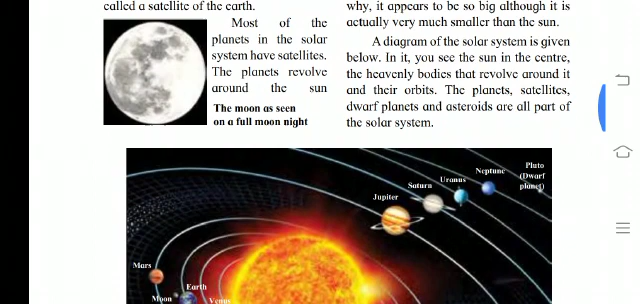 called a satellite of the earth.
Most of the
planets in the solar
system have satellites.
The planets revolve
around the sun
The moon as seen
on a full moon night
why, it appears to be so big although it is
actually very much smaller than the sun.
A diagram of the solar system is given
below. In it, you see the sun in the centre,
the heavenly bodies that revolve around it
and their orbits. The planets, satellites,
dwarf planets and asteroids are all part of
the solar system.
Pluto
(Dwarf
planet)
Neptune
Uranus
Saturn
Jupiter
Mars
Earth
Moon
Venus